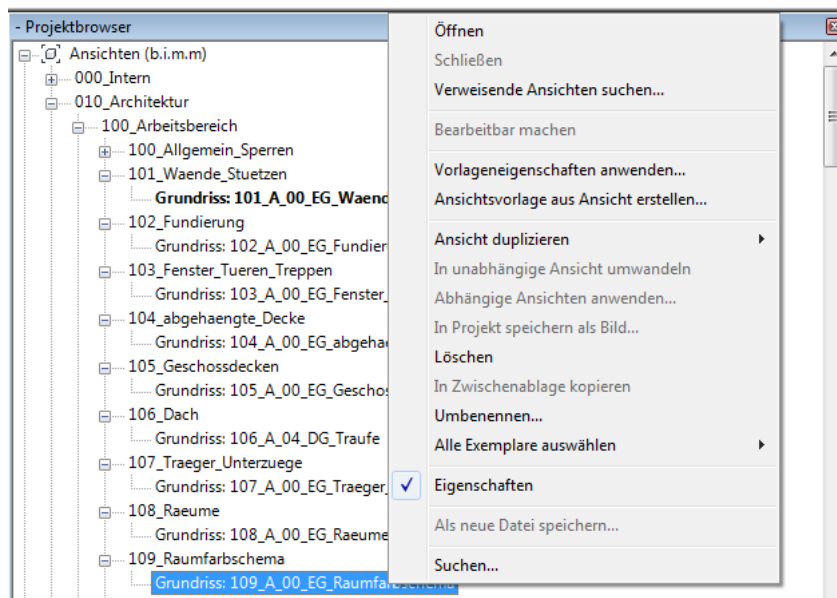 - Projektbrowser
Ansichten (b.i.m.m)
000_Intern
010_Architektur
100_Arbeitsbereich
100_Allgemein_Sperren
101_Waende_Stuetzen
Grundriss: 101_A_00_EG_Waend
102_Fundierung
Grundriss: 102_A_00_EG_Fundier
103_Fenster_Tueren_Treppen
Grundriss: 103_A_00_EG_Fenster_
104_abgehaengte_Decke
Grundriss: 104_A_00_EG_abgehae
105_Geschossdecken
Grundriss: 105_A_00_EG_Geschos
106_Dach
Grundriss: 106_A_04_DG_Traufe
107_Traeger_Unterzuege
Grundriss: 107_A_00_EG_Traeger_
108_Raeume
Grundriss: 108_A_00_EG_Raeume
109_Raumfarbschema
Grundriss: 109_A_00_EG_Raumfarbschema
Öffnen
Schließen
Verweisende Ansichten suchen...
Bearbeitbar machen
Vorlageneigenschaften anwenden...
Ansichtsvorlage aus Ansicht erstellen...
Ansicht duplizieren
In unabhängige Ansicht umwandeln
Abhängige Ansichten anwenden...
In Projekt speichern als Bild...
Löschen
In Zwischenablage kopieren
Umbenennen...
Alle Exemplare auswählen
Eigenschaften
Als neue Datei speichern...
Suchen...